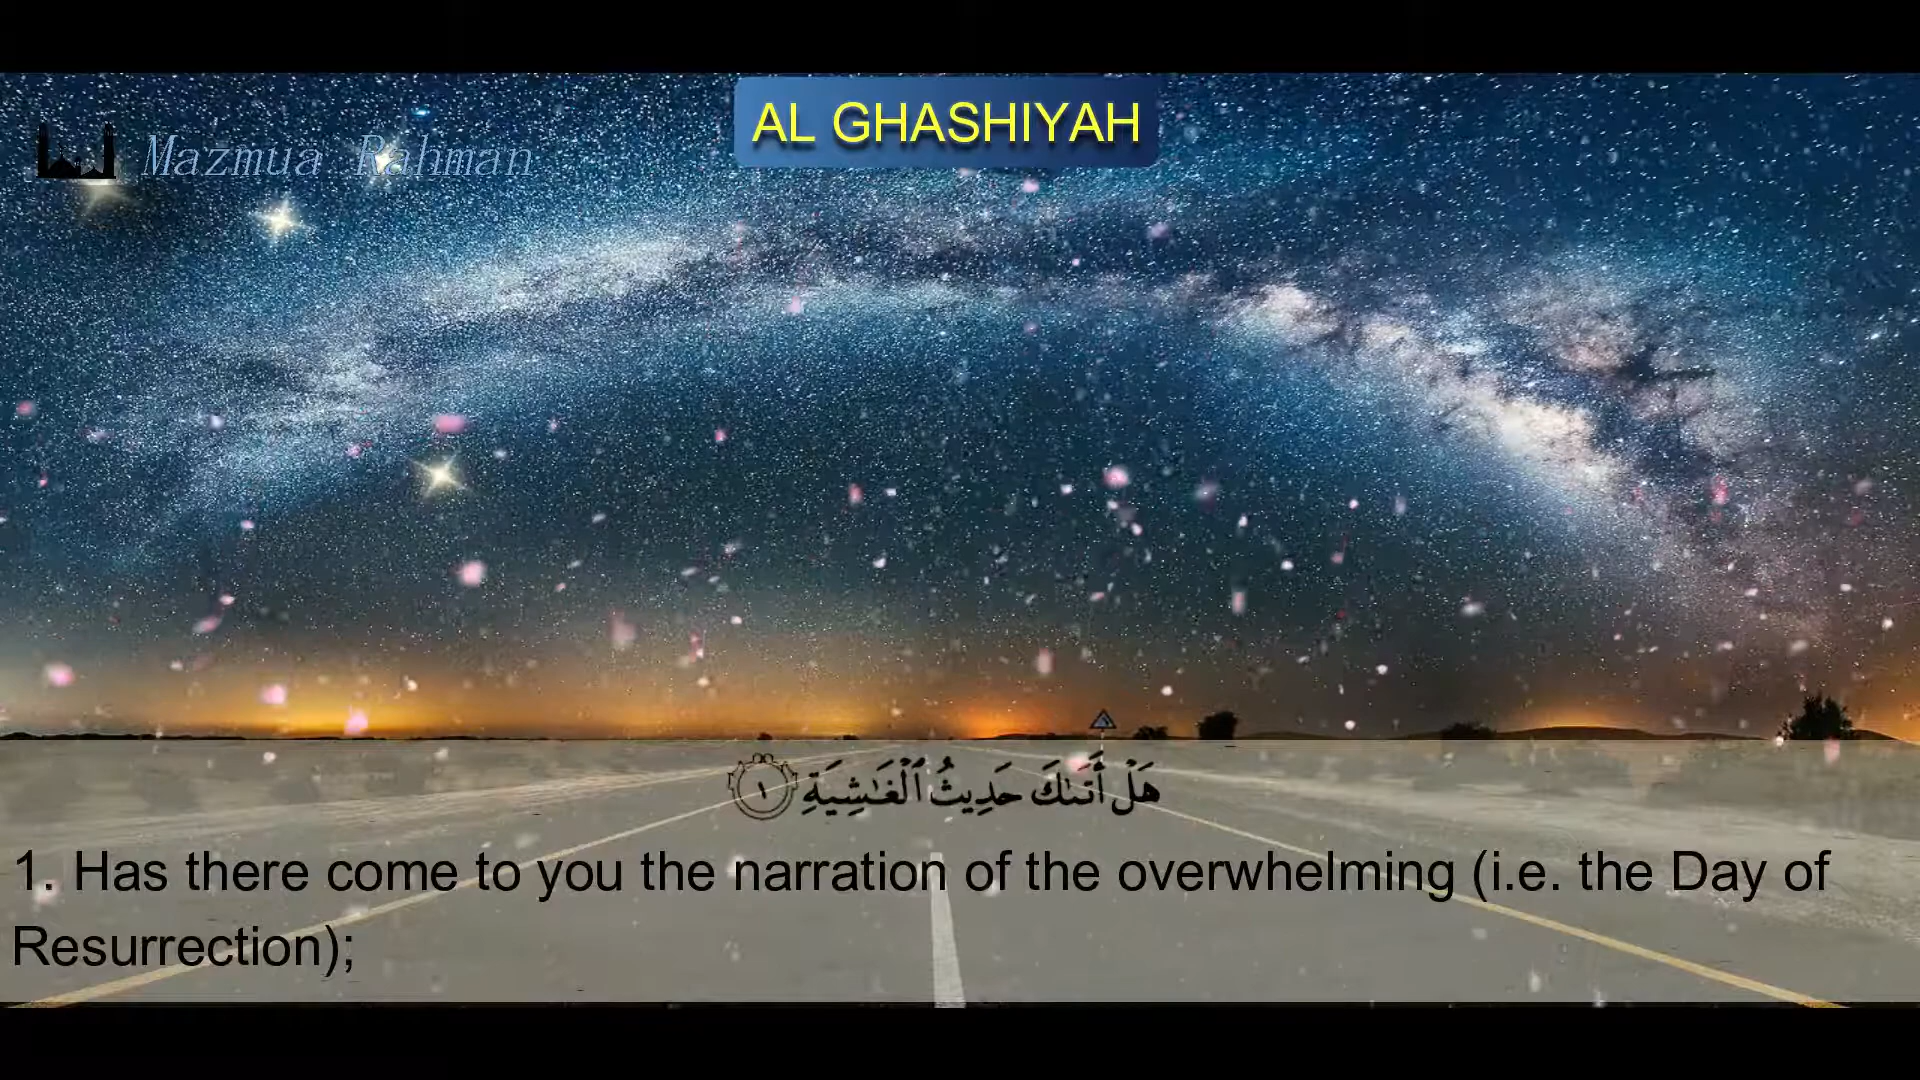 AL GHASHIYAH
Mazmua Rahman
هَلْ أَتَىٰكَ حَدِيثُ ٱلْغَـٰشِيَةِ ١
1. Has there come to you the narration of the overwhelming (i.e. the Day of
Resurrection);